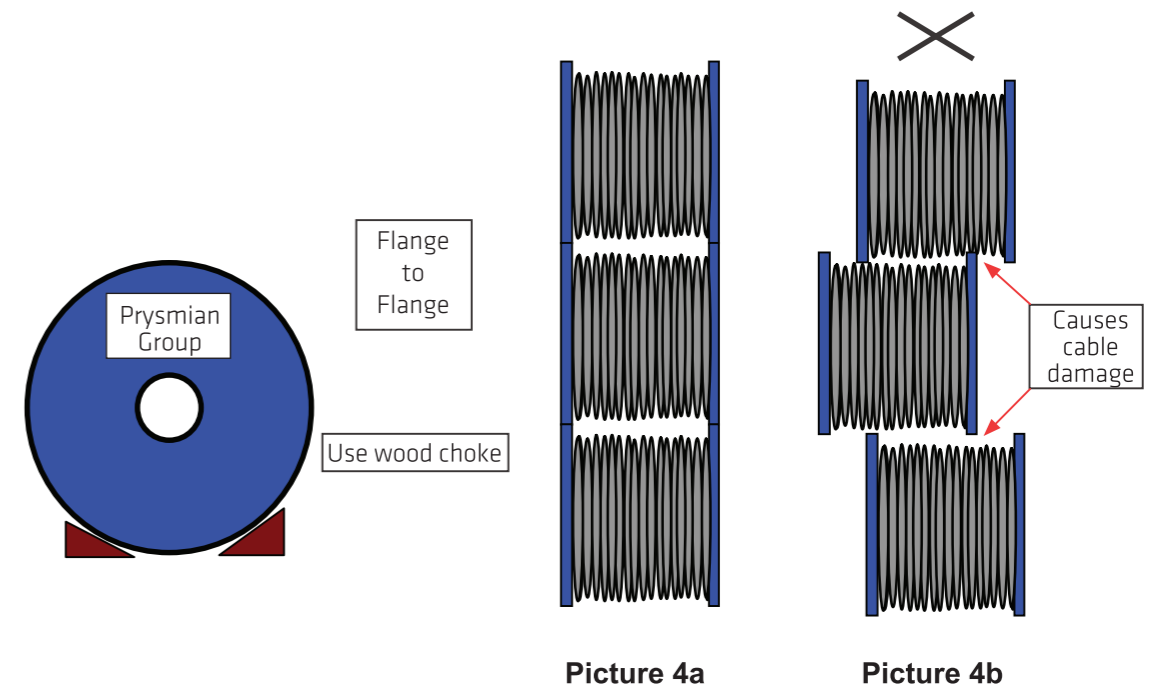 Prysmian
Group
Flange
to
Flange
Use wood choke
Causes
cable
damage
Picture 4a
Picture 4b